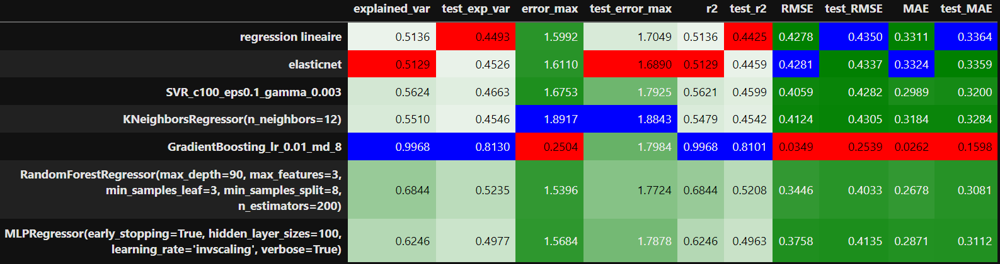 explained_var test_exp_var error_max test_error_max r2 test_r2 RMSE test_RMSE MAE test_MAE
regression lineaire 0.5136 0.4493 1.5992 1.7049 0.5136 0.4425 0.4278 0.4350 0.3311 0.3364
elasticnet 0.5129 0.4526 1.6110 1.6890 0.5129 0.4459 0.4281 0.4337 0.3324 0.3359
SVR_c100_eps0.1_gamma_0.003 0.5624 0.4663 1.6753 1.7925 0.5621 0.4599 0.4059 0.4282 0.2989 0.3200
KNeighborsRegressor(n_neighbors=12) 0.5510 0.4546 1.8917 1.8843 0.5479 0.4542 0.4124 0.4305 0.3184 0.3284
GradientBoosting_lr_0.01_md_8 0.9968 0.8130 0.2504 1.7984 0.9968 0.8101 0.0349 0.2539 0.0262 0.1598
RandomForestRegressor(max_depth=90, max_features=3,
min_samples_leaf=3, min_samples_split=8, 0.6844 0.5235 1.5396 1.7724 0.6844 0.5208 0.3446 0.4033 0.2678 0.3081
n_estimators=200)
MLPRegressor(early_stopping=True, hidden_layer_sizes=100,
learning_rate='invscaling', verbose=True) 0.6246 0.4977 1.5684 1.7878 0.6246 0.4963 0.3758 0.4135 0.2871 0.3112